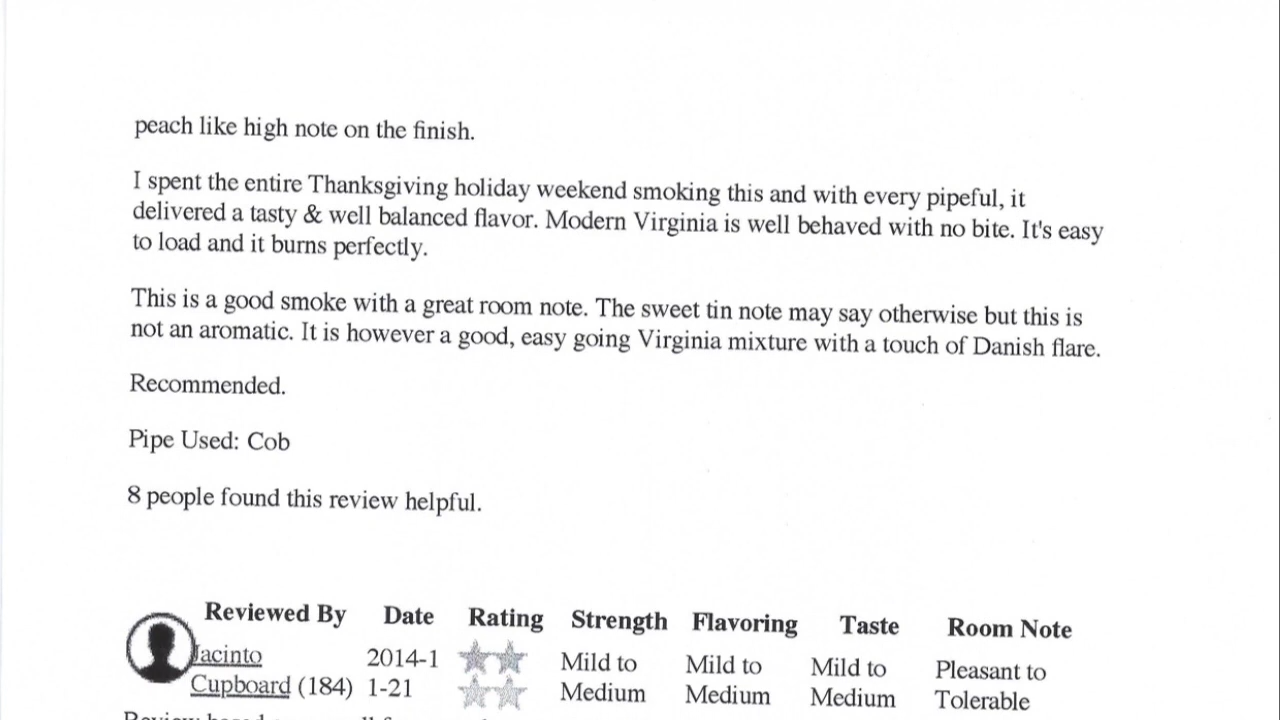 peach like high note on the finish.
I spent the entire Thanksgiving holiday weekend smoking this and with every pipeful, it
delivered a tasty & well balanced flavor. Modern Virginia is well behaved with no bite. It's easy
to load and it burns perfectly.
This is a good smoke with a great room note. The sweet tin note may say otherwise but this is
not an aromatic. It is however a good, easy going Virginia mixture with a touch of Danish flare.
Recommended.
Pipe Used: Cob
8 people found this review helpful.
Reviewed By Date Rating Strength Flavoring Taste Room Note
Jacinto 2014-1 Mild to Mild to Mild to Pleasant to
Cupboard (184) 1-21 Medium Medium Medium Tolerable